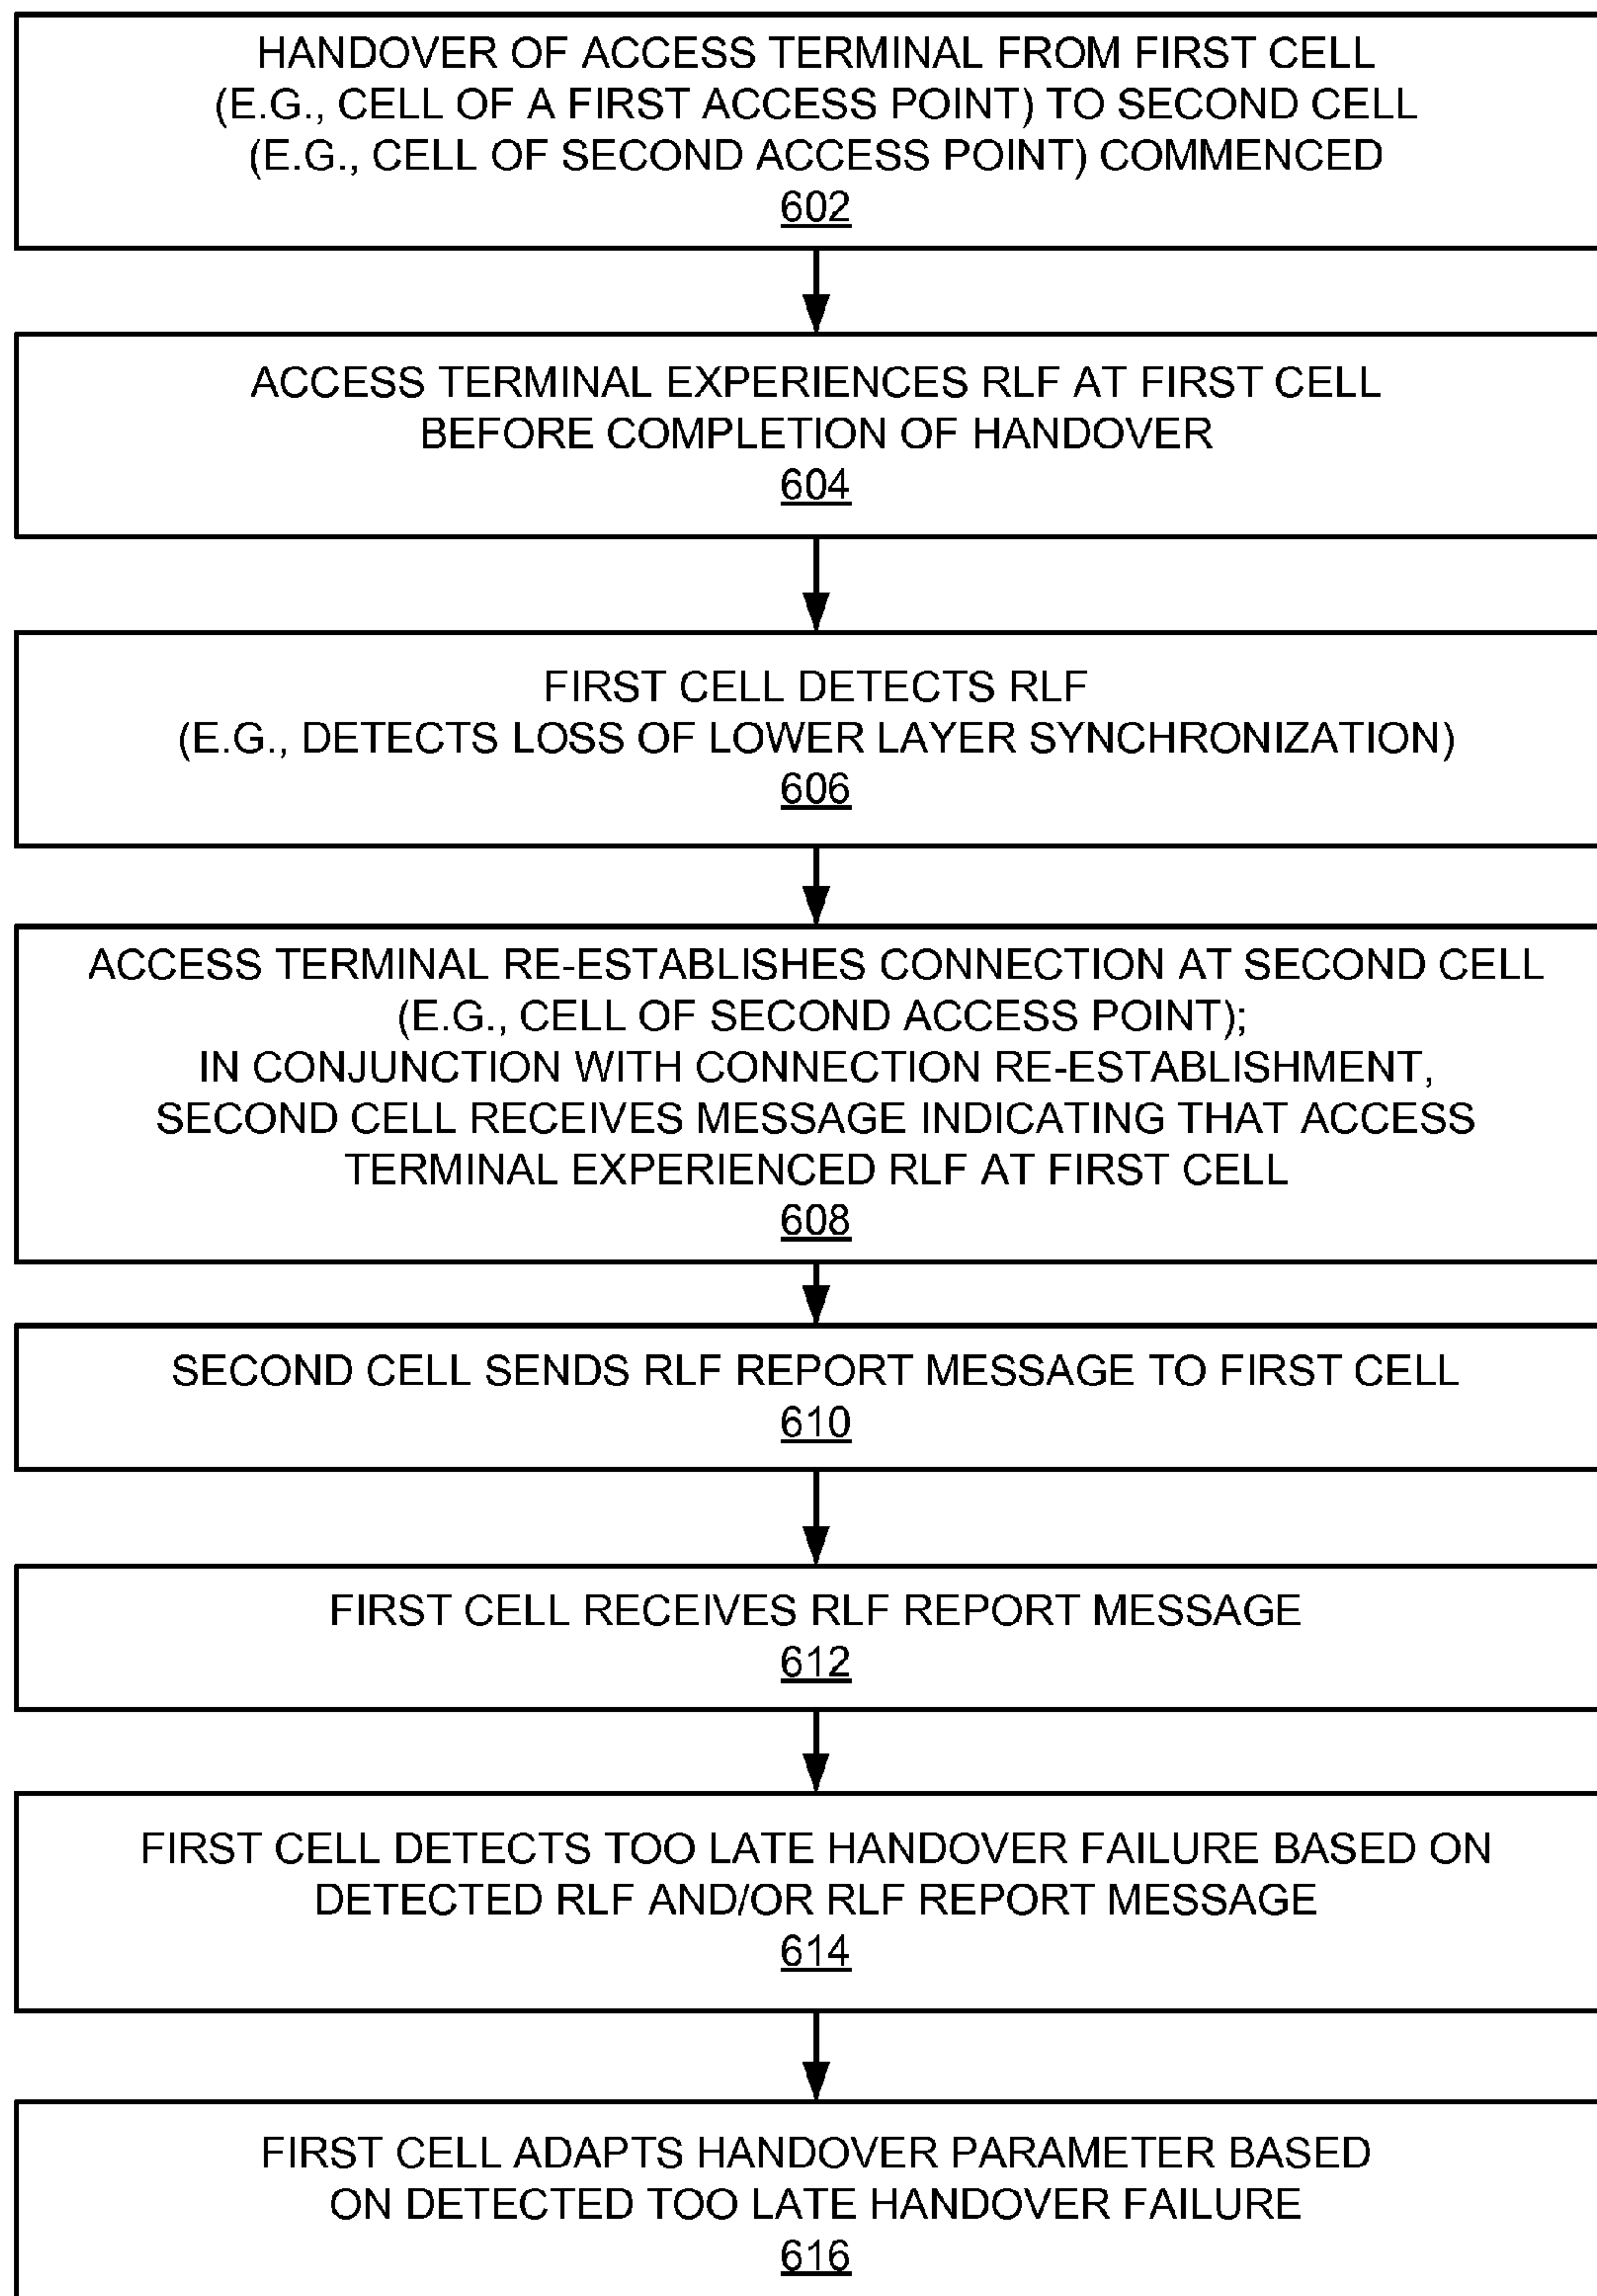 HANDOVER OF ACCESS TERMINAL FROM FIRST CELL
(E.G., CELL OF A FIRST ACCESS POINT) TO SECOND CELL
(E.G., CELL OF SECOND ACCESS POINT) COMMENCED
602
ACCESS TERMINAL EXPERIENCES RLF AT FIRST CELL
BEFORE COMPLETION OF HANDOVER
604
FIRST CELL DETECTS RLF
(E.G., DETECTS LOSS OF LOWER LAYER SYNCHRONIZATION)
606
ACCESS TERMINAL RE-ESTABLISHES CONNECTION AT SECOND CELL
(E.G., CELL OF SECOND ACCESS POINT);
IN CONJUNCTION WITH CONNECTION RE-ESTABLISHMENT,
SECOND CELL RECEIVES MESSAGE INDICATING THAT ACCESS
TERMINAL EXPERIENCED RLF AT FIRST CELL
608
SECOND CELL SENDS RLF REPORT MESSAGE TO FIRST CELL
610
FIRST CELL RECEIVES RLF REPORT MESSAGE
612
FIRST CELL DETECTS TOO LATE HANDOVER FAILURE BASED ON
DETECTED RLF AND/OR RLF REPORT MESSAGE
614
FIRST CELL ADAPTS HANDOVER PARAMETER BASED
ON DETECTED TOO LATE HANDOVER FAILURE
616